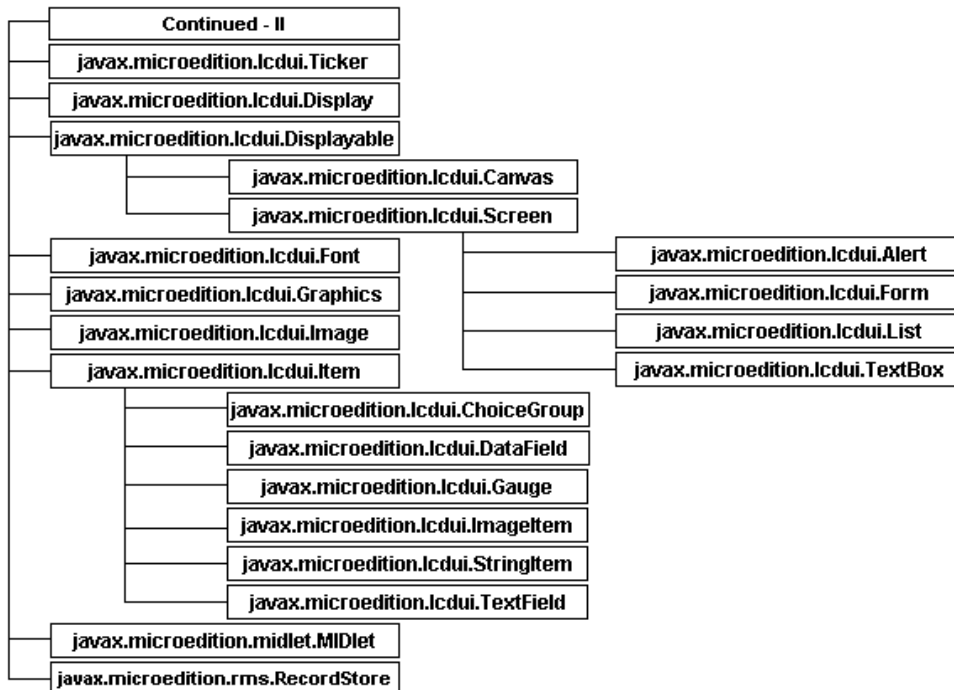 Continued - II
javax.microedition.lcdui.Ticker
javax.microedition.lcdui.Display
javax.microedition.lcdui.Displayable
javax.microedition.lcdui.Canvas
javax.microedition.lcdui.Screen
javax.microedition.lcdui.Alert
javax.microedition.lcdui.Form
javax.microedition.lcdui.List
javax.microedition.lcdui.TextBox
javax.microedition.lcdui.Font
javax.microedition.lcdui.Graphics
javax.microedition.lcdui.Image
javax.microedition.lcdui.Item
javax.microedition.lcdui.ChoiceGroup
javax.microedition.lcdui.DataField
javax.microedition.lcdui.Gauge
javax.microedition.lcdui.ImageItem
javax.microedition.lcdui.StringItem
javax.microedition.lcdui.TextField
javax.microedition.midlet.MIDlet
javax.microedition.rms.RecordStore